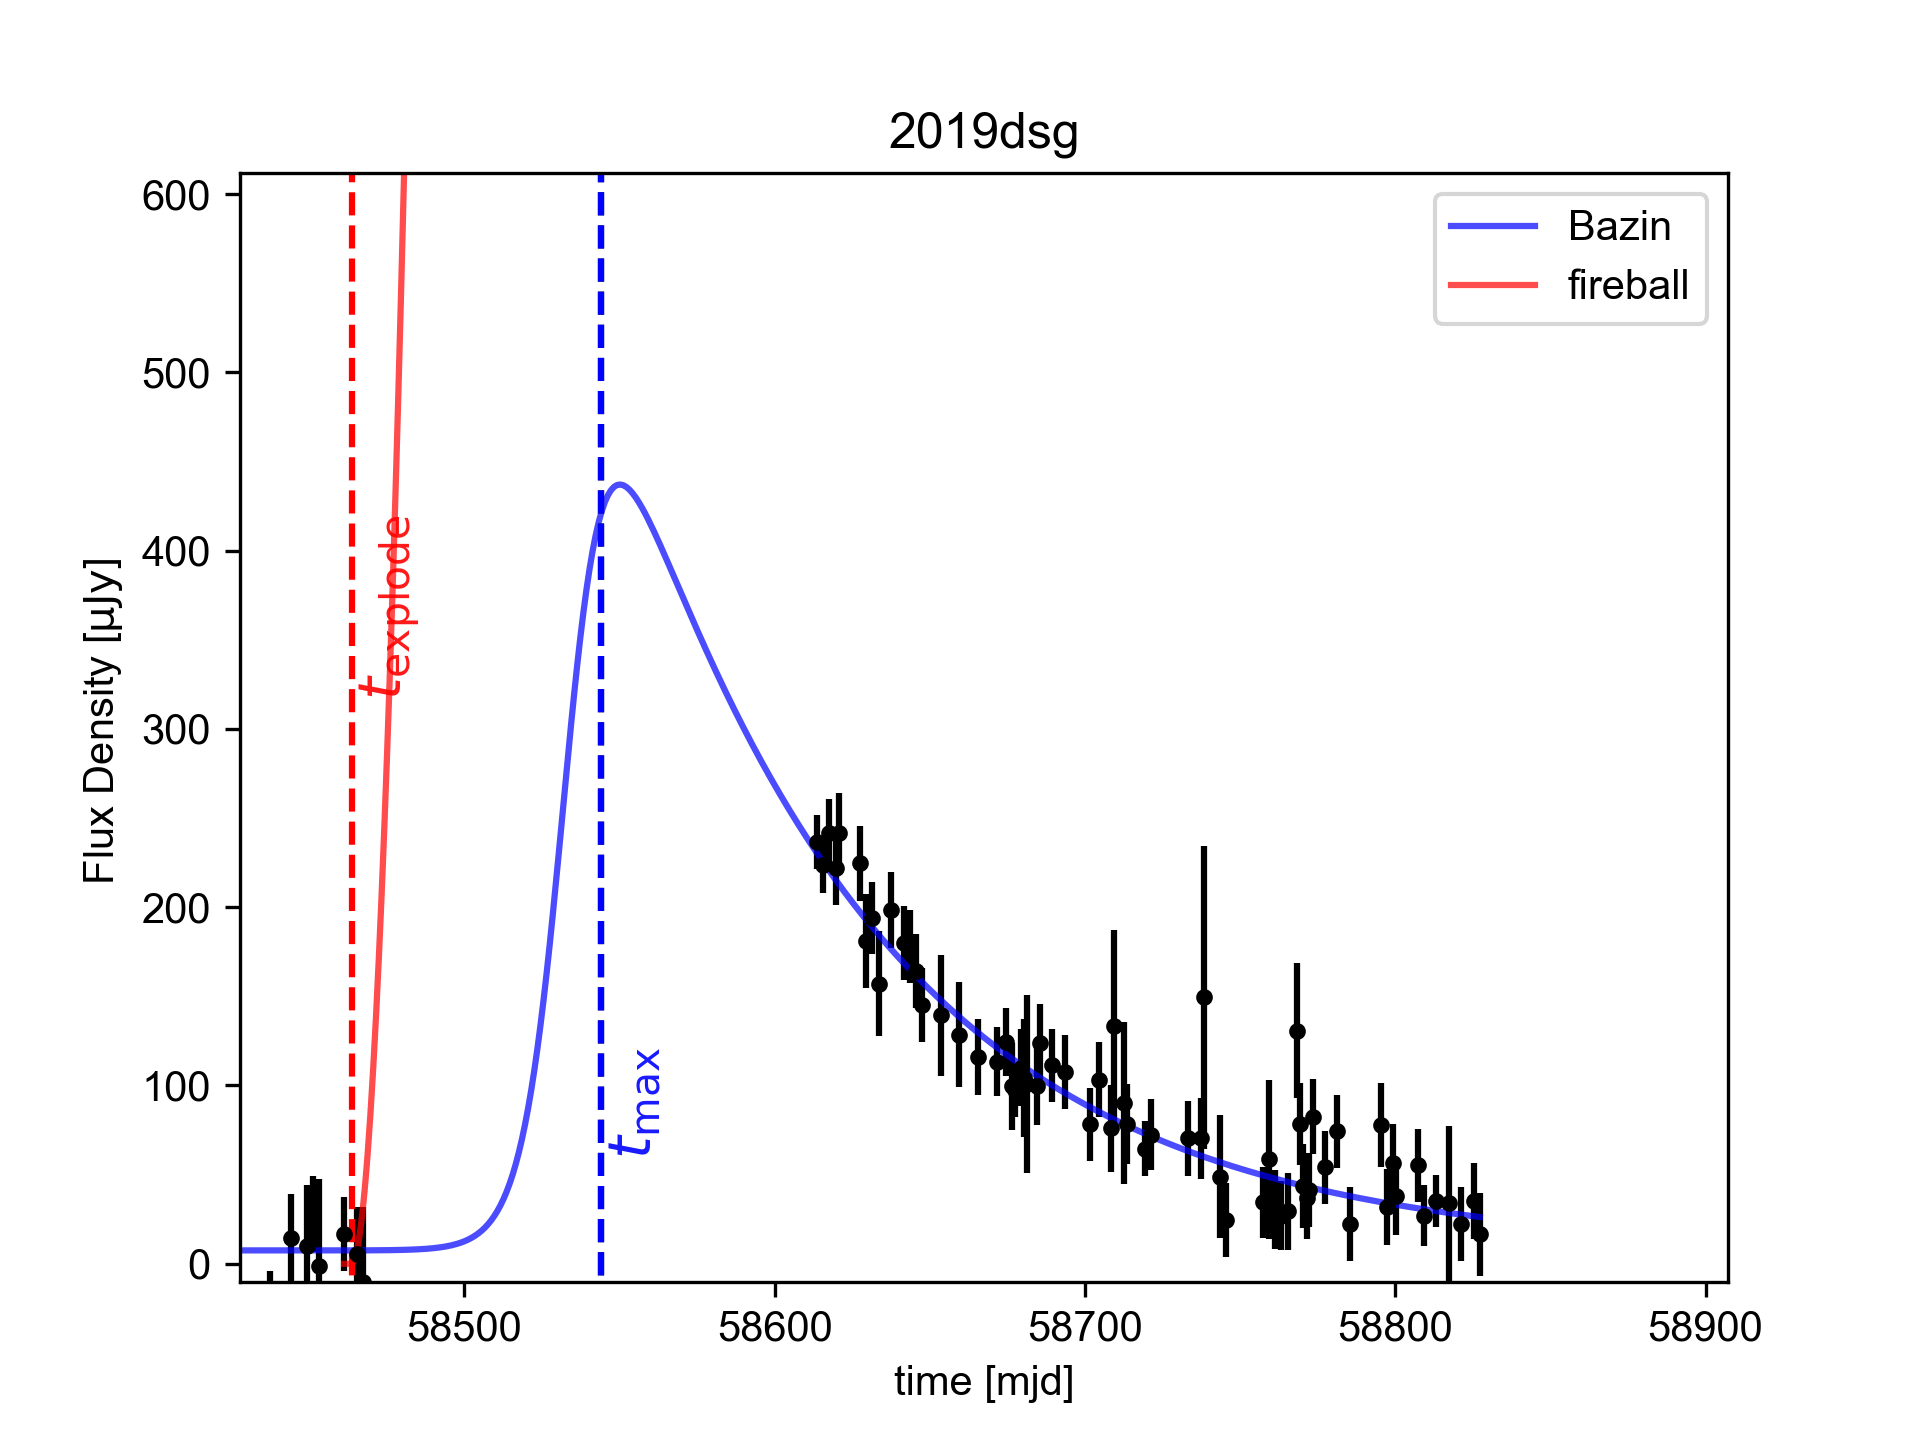 2019dsg
Bazin
fireball
600
500
400
300
200
100
0
Flux Density [µJy]
t_explode
t_max
58500
58600
58700
58800
58900
time [mjd]